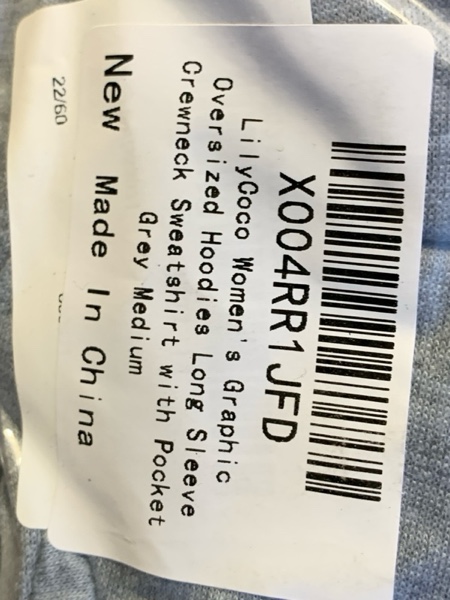 X004RR1JFD
LilyCoco Women's Graphic
Oversized Hoodies Long Sleeve
Crewneck Sweatshirt with Pocket
Grey Medium
New Made In China
22/60